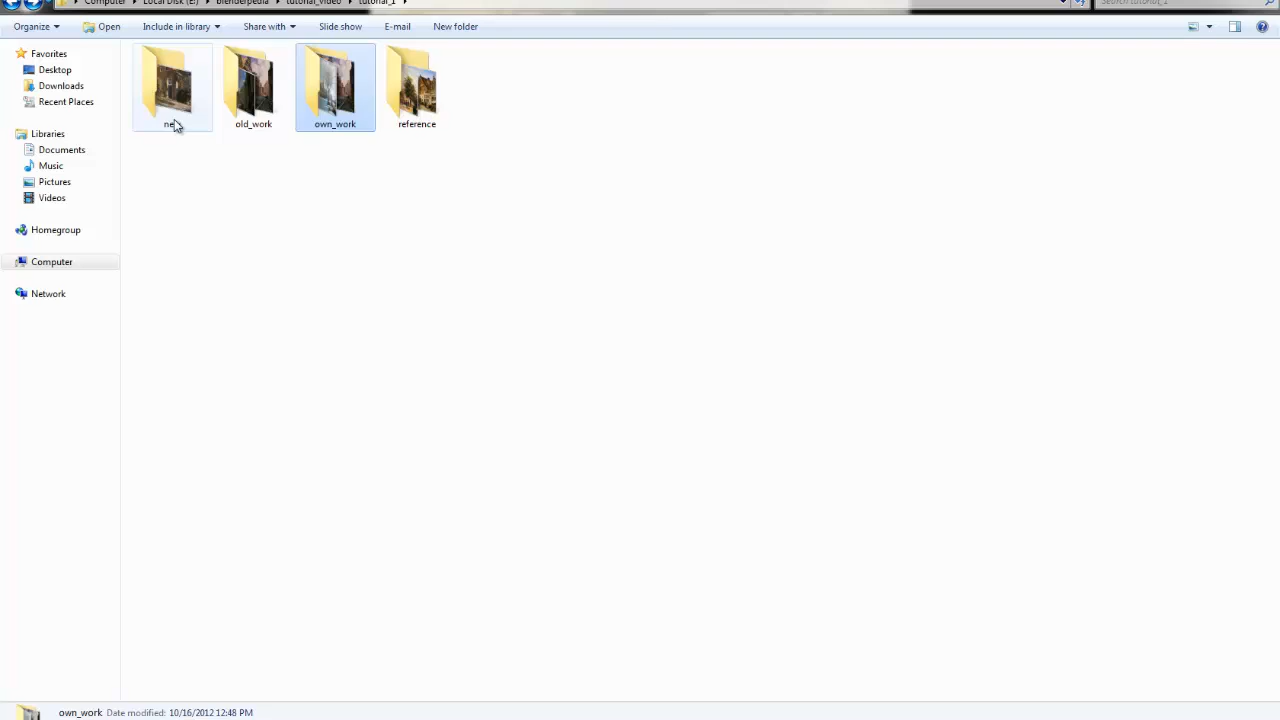 Computer Local Disk (E:) blenderpedia tutorial_video tutorial_1
Search tutorial_1
Organize Open Include in library Share with Slide show E-mail New folder
Favorites
Desktop
Downloads
Recent Places
Libraries
Documents
Music
Pictures
Videos
Homegroup
Computer
Network
old_work
own_work
reference
own_work Date modified: 10/16/2012 12:48 PM